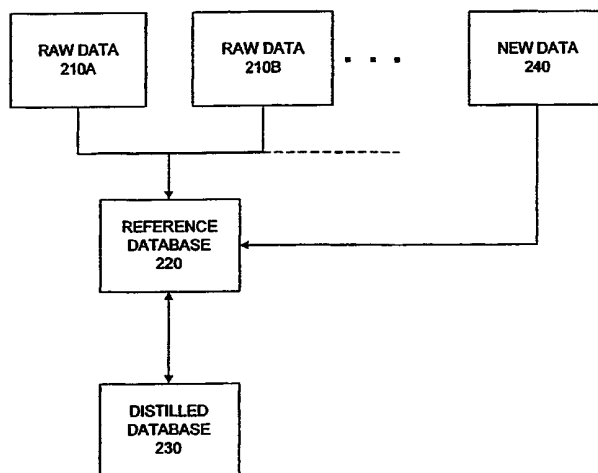 RAW DATA
210A
RAW DATA
210B
NEW DATA
240
REFERENCE
DATABASE
220
DISTILLED
DATABASE
230